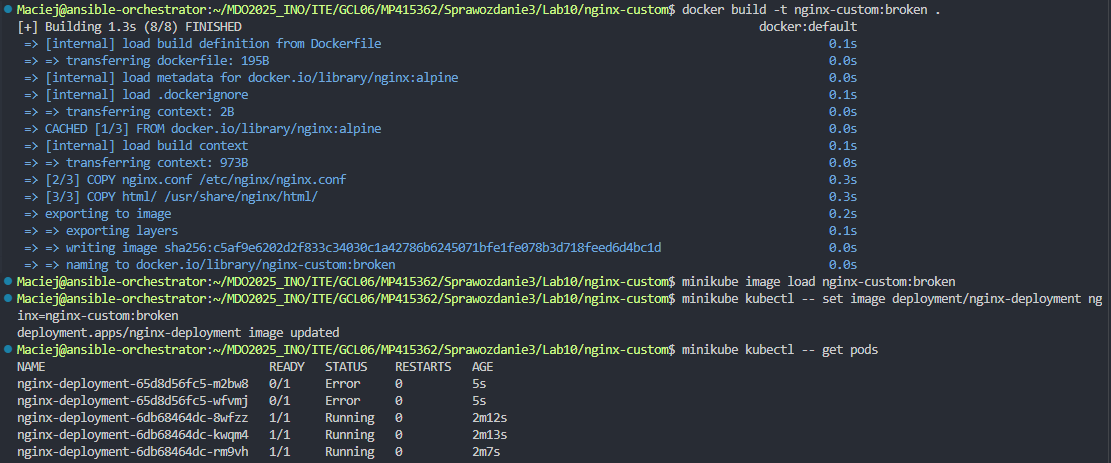 Maciej@ansible-orchestrator:~/MDO2025_INO/ITE/GCL06/MP415362/Sprawozdanie3/Lab10/nginx-custom$ docker build -t nginx-custom:broken .
[+] Building 1.3s (8/8) FINISHED docker:default
=> [internal] load build definition from Dockerfile 0.1s
=> => transferring dockerfile: 195B 0.0s
=> [internal] load metadata for docker.io/library/nginx:alpine 0.0s
=> [internal] load .dockerignore 0.1s
=> => transferring context: 2B 0.0s
=> CACHED [1/3] FROM docker.io/library/nginx:alpine 0.0s
=> [internal] load build context 0.1s
=> => transferring context: 973B 0.0s
=> [2/3] COPY nginx.conf /etc/nginx/nginx.conf 0.3s
=> [3/3] COPY html/ /usr/share/nginx/html/ 0.3s
=> exporting to image 0.2s
=> => exporting layers 0.1s
=> => writing image sha256:c5af9e6202d2f833c34030c1a42786b6245071bfe1fe078b3d718feed6d4bc1d 0.0s
=> => naming to docker.io/library/nginx-custom:broken 0.0s
Maciej@ansible-orchestrator:~/MDO2025_INO/ITE/GCL06/MP415362/Sprawozdanie3/Lab10/nginx-custom$ minikube image load nginx-custom:broken
Maciej@ansible-orchestrator:~/MDO2025_INO/ITE/GCL06/MP415362/Sprawozdanie3/Lab10/nginx-custom$ minikube kubectl -- set image deployment/nginx-deployment ng
inx=nginx-custom:broken
deployment.apps/nginx-deployment image updated
Maciej@ansible-orchestrator:~/MDO2025_INO/ITE/GCL06/MP415362/Sprawozdanie3/Lab10/nginx-custom$ minikube kubectl -- get pods
NAME READY STATUS RESTARTS AGE
nginx-deployment-65d8d56fc5-m2bw8 0/1 Error 0 5s
nginx-deployment-65d8d56fc5-wfvmj 0/1 Error 0 5s
nginx-deployment-6db68464dc-8wfzz 1/1 Running 0 2m12s
nginx-deployment-6db68464dc-kwqm4 1/1 Running 0 2m13s
nginx-deployment-6db68464dc-rm9vh 1/1 Running 0 2m7s